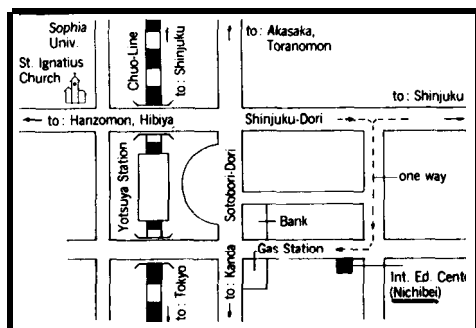 Sophia
Univ.
St. Ignatius
Church
Chuo-Line
to: Shinjuku
to: Akasaka,
Toranomon
to: Shinjuku
to: Hanzomon, Hibiya
Shinjuku-Dori
Yotsuya Station
Sotobori-Dori
one way
Bank
Gas Station
to: Tokyo
to: Kanda
Int. Ed. Cente
(Nichibei)